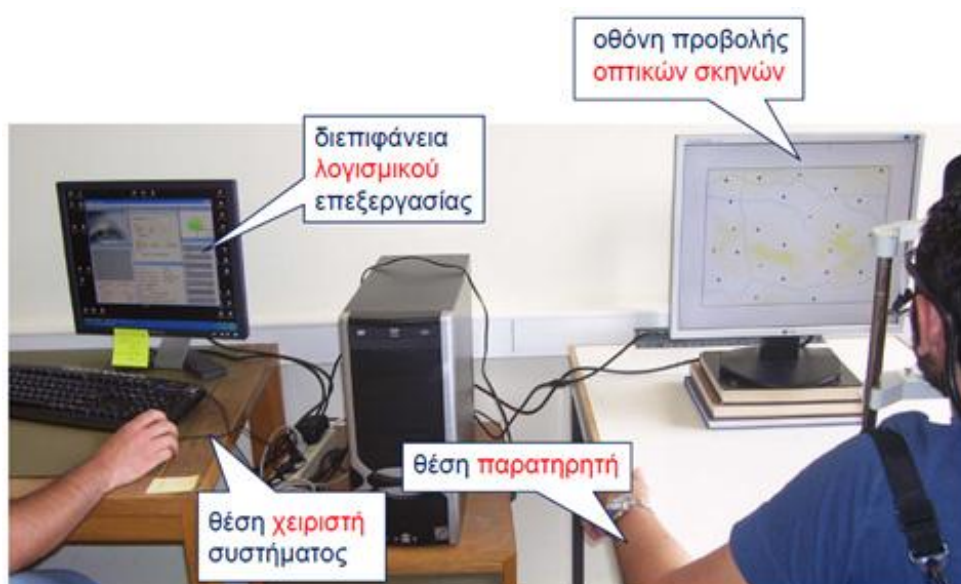 οθόνη προβολής
οπτικών σκηνών
διεπιφάνεια
λογισμικού
επεξεργασίας
θέση παρατηρητή
θέση χειριστή
συστήματος